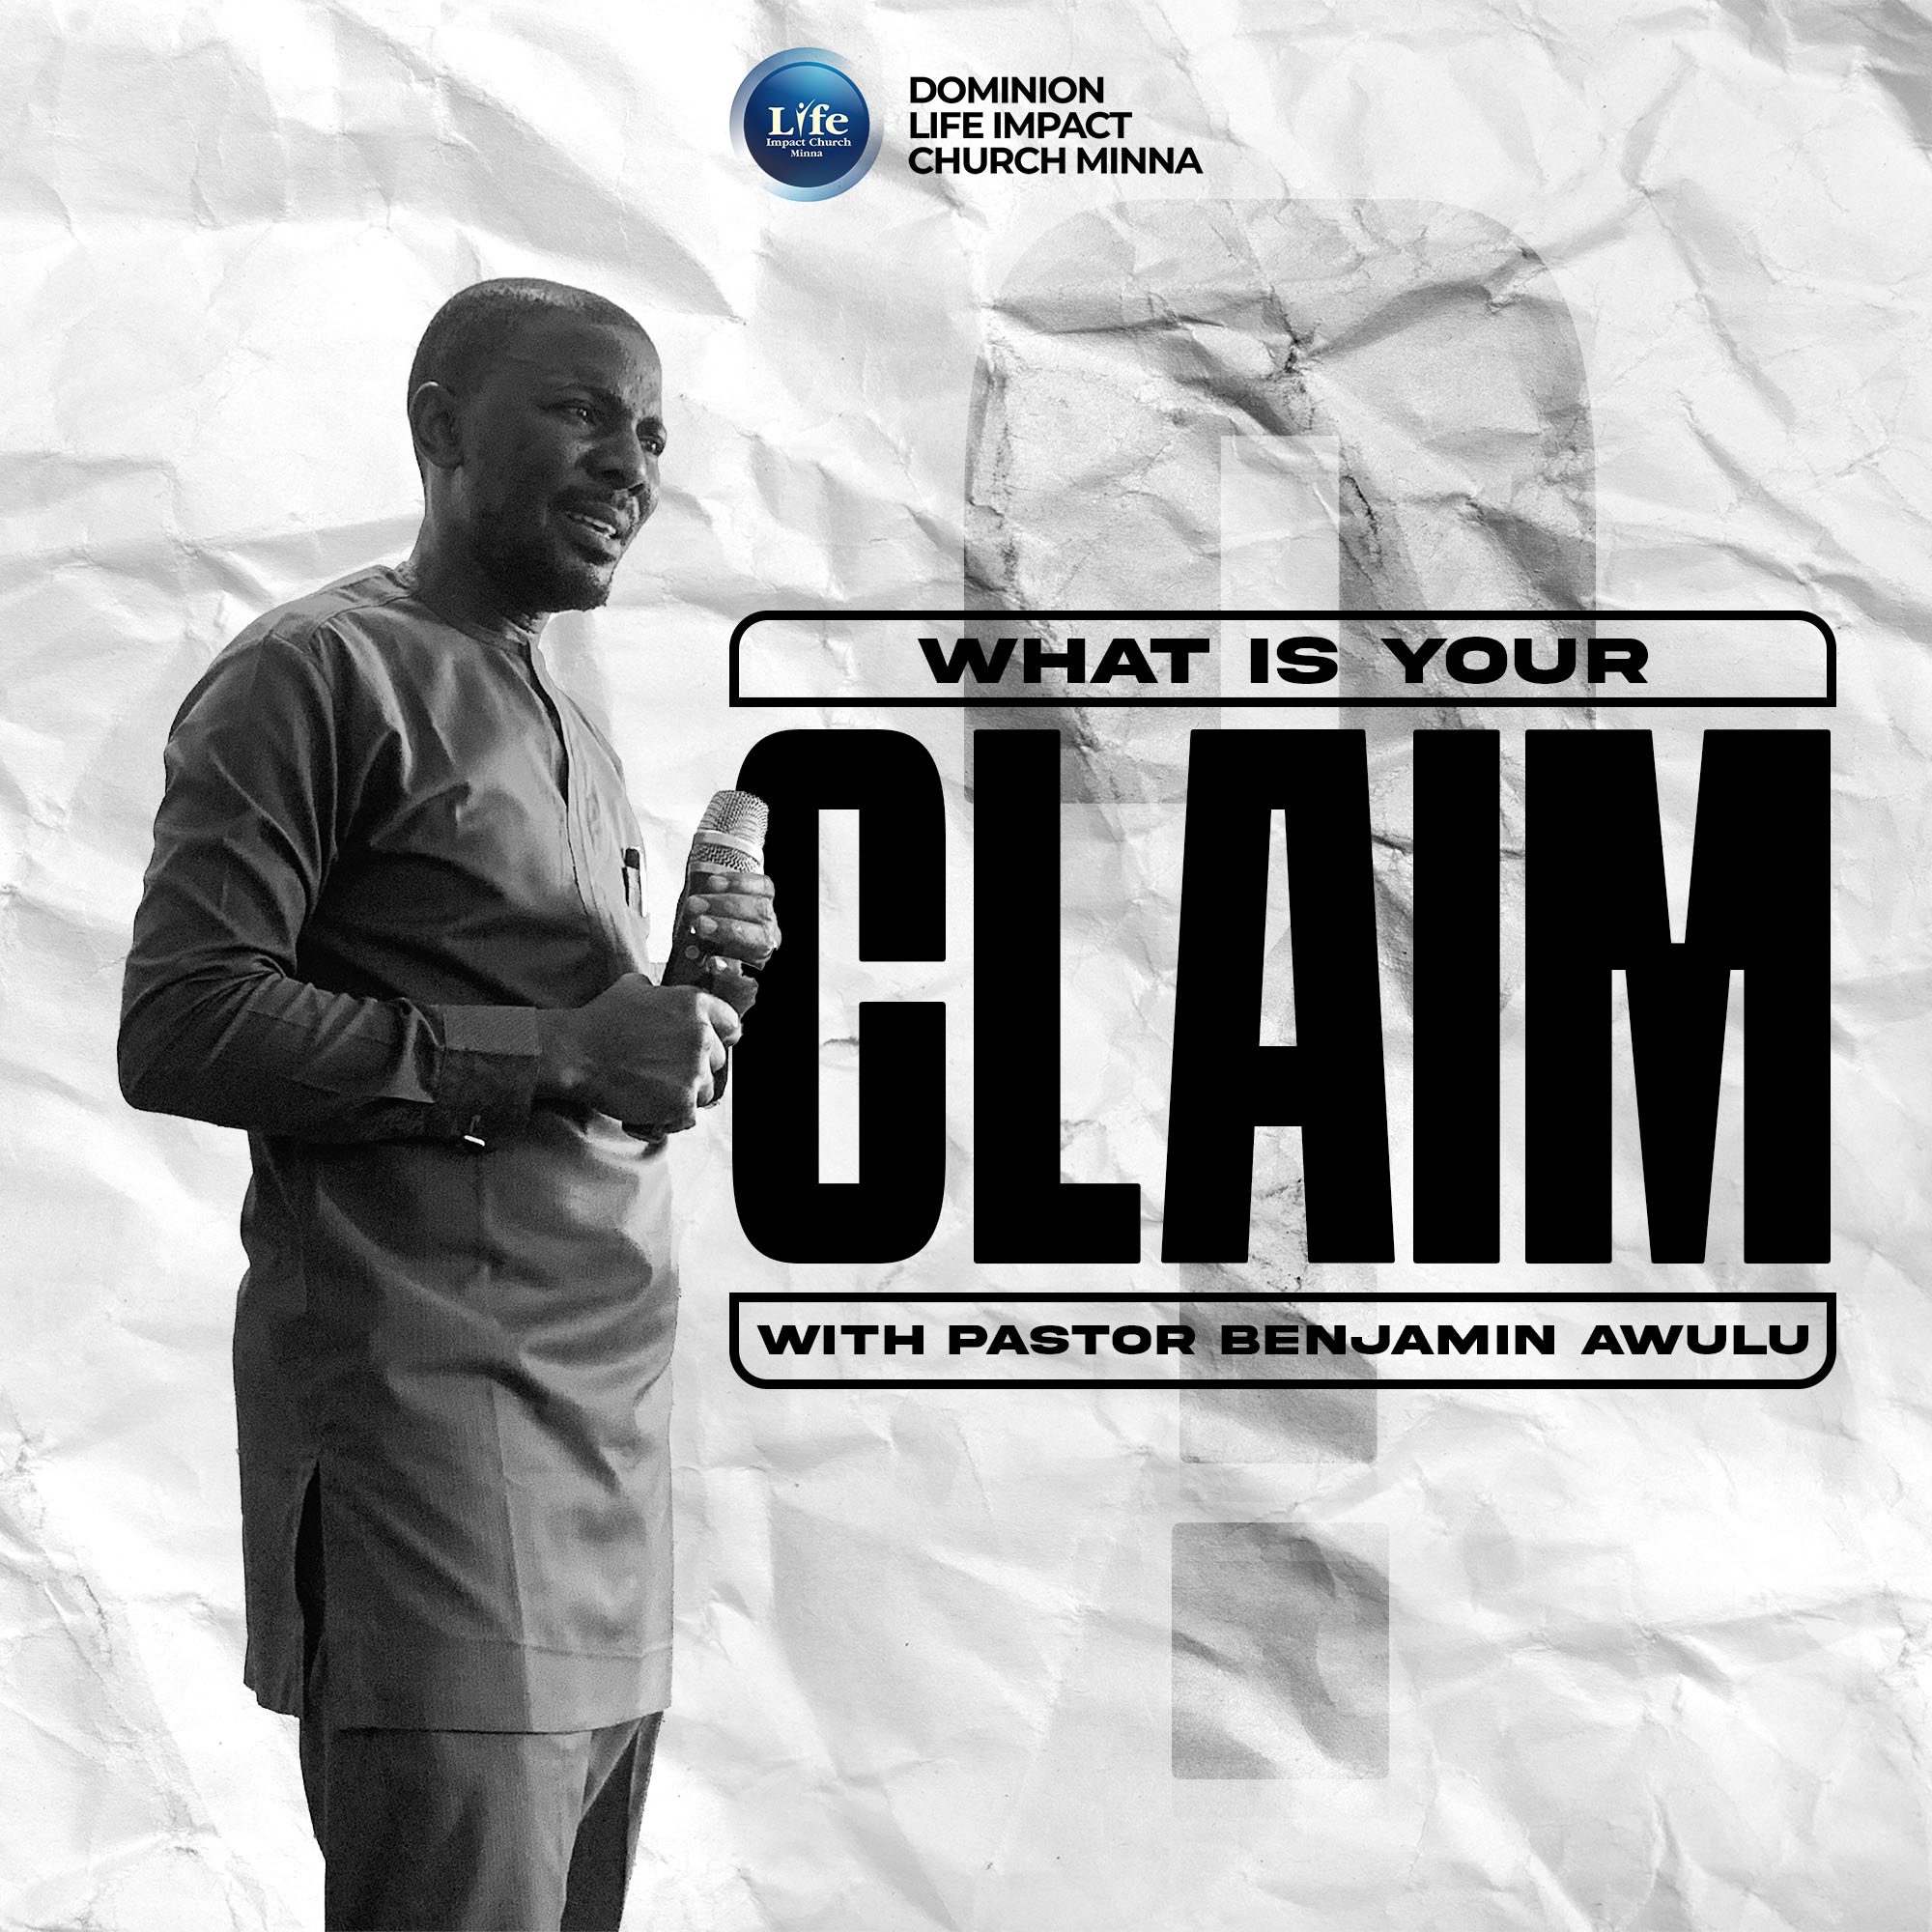 Life
Impact Church
Minna
DOMINION
LIFE IMPACT
CHURCH MINNA
WHAT IS YOUR
CLAIM
WITH PASTOR BENJAMIN AWULU
?